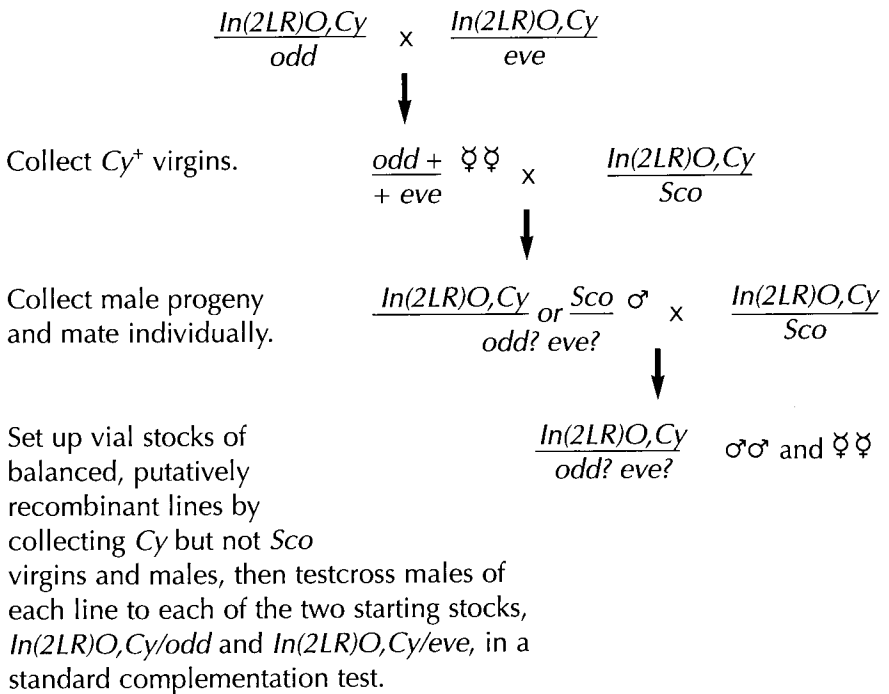 In(2LR)O,Cy x In(2LR)O,Cy
odd eve
Collect Cy⁺ virgins.
odd + ☿☿ x In(2LR)O,Cy
+ eve Sco
Collect male progeny
and mate individually.
In(2LR)O,Cy or Sco ♂ x In(2LR)O,Cy
odd? eve? Sco
Set up vial stocks of
balanced, putatively
recombinant lines by
collecting Cy but not Sco
virgins and males, then testcross males of
each line to each of the two starting stocks,
In(2LR)O,Cy/odd and In(2LR)O,Cy/eve, in a
standard complementation test.
In(2LR)O,Cy ♂♂ and ☿☿
odd? eve?